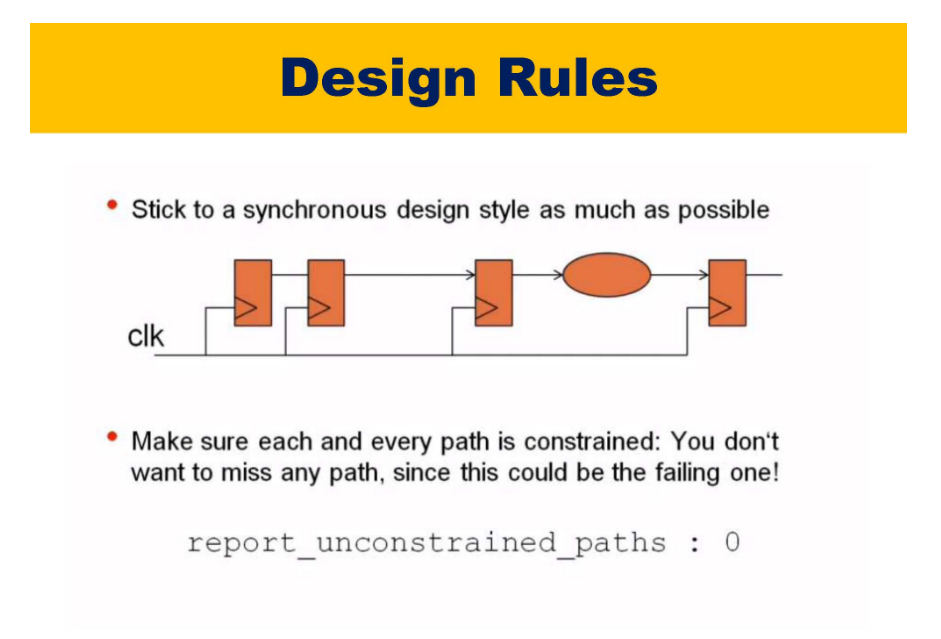 Design Rules
• Stick to a synchronous design style as much as possible
clk
• Make sure each and every path is constrained: You don‘t
want to miss any path, since this could be the failing one!
report_unconstrained_paths : 0